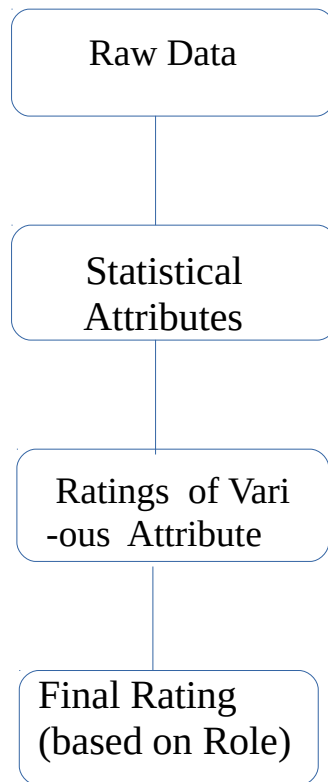 Raw Data
Statistical
Attributes
Ratings of Vari
-ous Attribute
Final Rating
(based on Role)